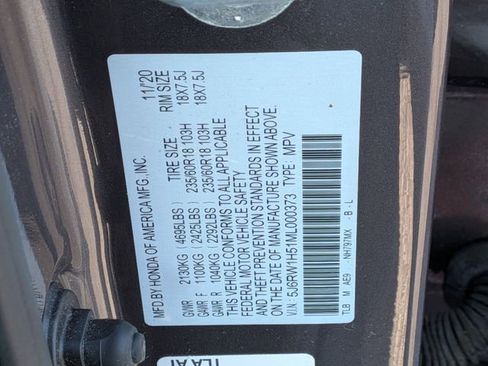 MFD.BY HONDA OF AMERICA MFG.,INC. 11/20
TIRE SIZE RIM SIZE
GVWR 2130KG (4695LBS)
GAWR F 1100KG (2425LBS) 235/60R18 103H 18X7.5J
GAWR R 1040KG (2292LBS) 235/60R18 103H 18X7.5J
THIS VEHICLE CONFORMS TO ALL APPLICABLE
FEDERAL MOTOR VEHICLE SAFETY
AND THEFT PREVENTION STANDARDS IN EFFECT
ON THE DATE OF MANUFACTURE SHOWN ABOVE.
V.I.N: 5J6RW1H51ML000373 TYPE: MPV
TLB M AE9 NH797MX - B - L